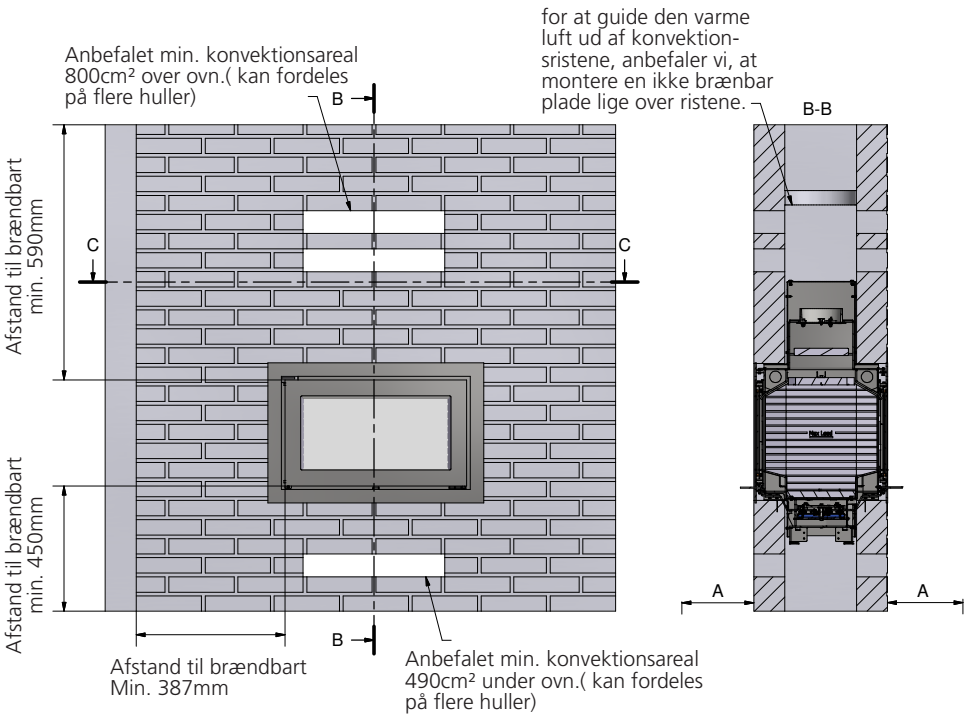 for at guide den varme
luft ud af konvektion-
sristene, anbefaler vi, at
montere en ikke brænbar
plade lige over ristene.
Anbefalet min. konvektionsareal
800cm² over ovn.( kan fordeles
på flere huller)
B
B-B
Afstand til brændbart
min. 590mm
C
C
Max Load
Afstand til brændbart
min. 450mm
A
A
B
Afstand til brændbart
Min. 387mm
Anbefalet min. konvektionsareal
490cm² under ovn.( kan fordeles
på flere huller)